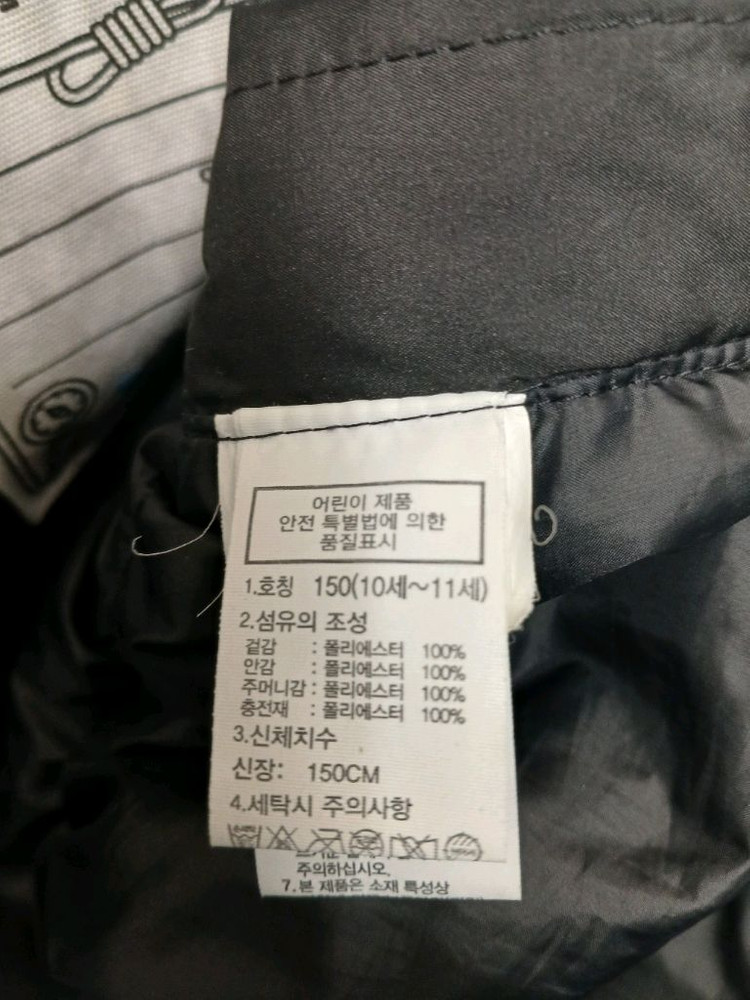 어린이 제품
안전 특별법에 의한
품질표시
1.호칭 150(10세~11세)
2.섬유의 조성
겉감 : 폴리에스터 100%
안감 : 폴리에스터 100%
주머니감 : 폴리에스터 100%
충전재 : 폴리에스터 100%
3.신체치수
신장: 150CM
4.세탁시 주의사항
주의하십시오.
7.본 제품은 소재 특성상